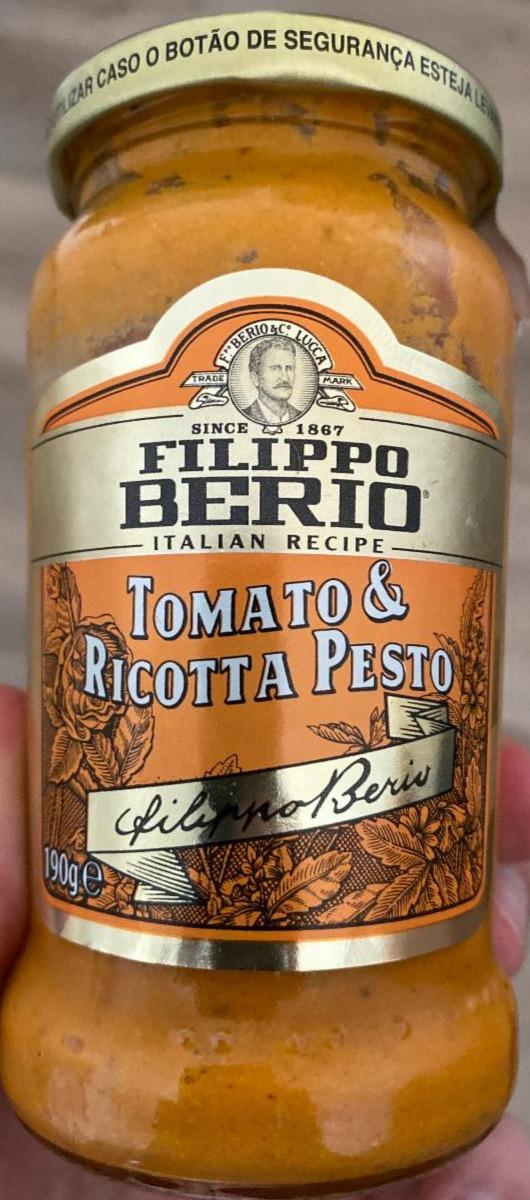 UTILIZAR CASO O BOTÃO DE SEGURANÇA ESTEJA
F.LLI BERIO & C.º LUCCA
TRADE MARK
SINCE 1867
FILIPPO
BERIO®
ITALIAN RECIPE
TOMATO &
RICOTTA PESTO
Filippo Berio
190g ℮